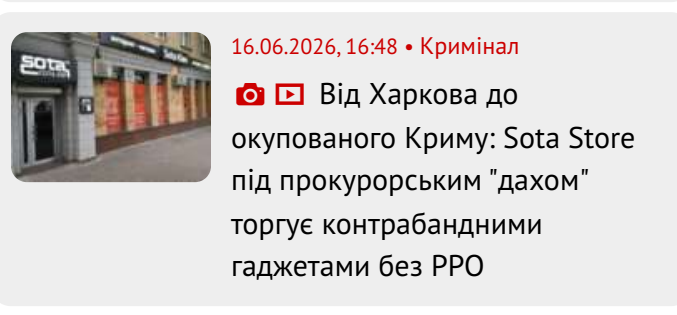 sota
16.06.2026, 16:48 • Кримінал
Від Харкова до
окупованого Криму: Sota Store
під прокурорським "дахом"
торгує контрабандними
гаджетами без РРО